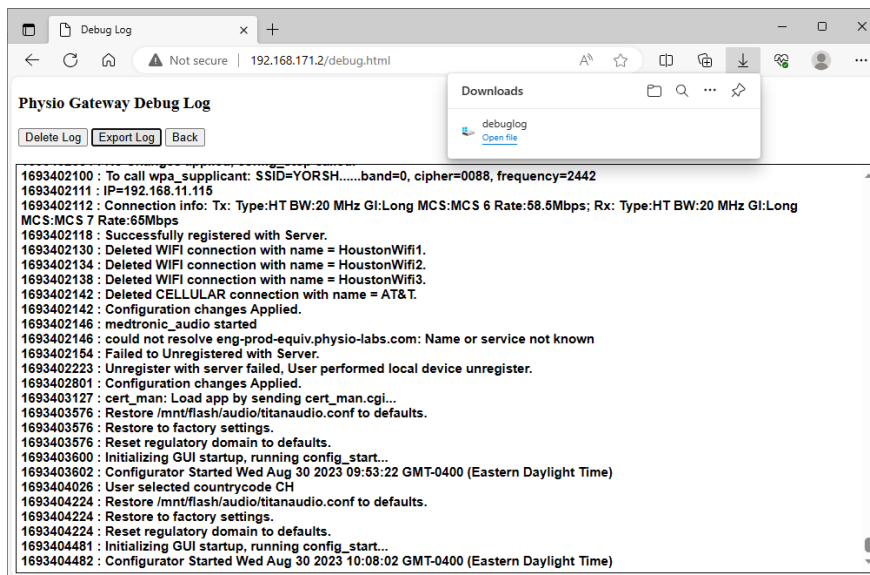 Debug Log
Not secure
192.168.171.2/debug.html
Downloads
debuglog
Open file
Physio Gateway Debug Log
Delete Log
Export Log
Back
1693402100 : To call wpa_supplicant: SSID=YORSH......band=0, cipher=0088, frequency=2442
1693402111 : IP=192.168.11.115
1693402112 : Connection info: Tx: Type:HT BW:20 MHz GI:Long MCS:MCS 6 Rate:58.5Mbps; Rx: Type:HT BW:20 MHz GI:Long
MCS:MCS 7 Rate:65Mbps
1693402118 : Successfully registered with Server.
1693402130 : Deleted WIFI connection with name = HoustonWifi1.
1693402134 : Deleted WIFI connection with name = HoustonWifi2.
1693402138 : Deleted WIFI connection with name = HoustonWifi3.
1693402142 : Deleted CELLULAR connection with name = AT&T.
1693402142 : Configuration changes Applied.
1693402146 : medtronic_audio started
1693402146 : could not resolve eng-prod-equiv.physio-labs.com: Name or service not known
1693402154 : Failed to Unregistered with Server.
1693402223 : Unregister with server failed, User performed local device unregister.
1693402801 : Configuration changes Applied.
1693403127 : cert_man: Load app by sending cert_man.cgi...
1693403576 : Restore /mnt/flash/audio/titanaudio.conf to defaults.
1693403576 : Restore to factory settings.
1693403576 : Reset regulatory domain to defaults.
1693403600 : Initializing GUI startup, running config_start...
1693403602 : Configurator Started Wed Aug 30 2023 09:53:22 GMT-0400 (Eastern Daylight Time)
1693404026 : User selected countrycode CH
1693404224 : Restore /mnt/flash/audio/titanaudio.conf to defaults.
1693404224 : Restore to factory settings.
1693404224 : Reset regulatory domain to defaults.
1693404481 : Initializing GUI startup, running config_start...
1693404482 : Configurator Started Wed Aug 30 2023 10:08:02 GMT-0400 (Eastern Daylight Time)